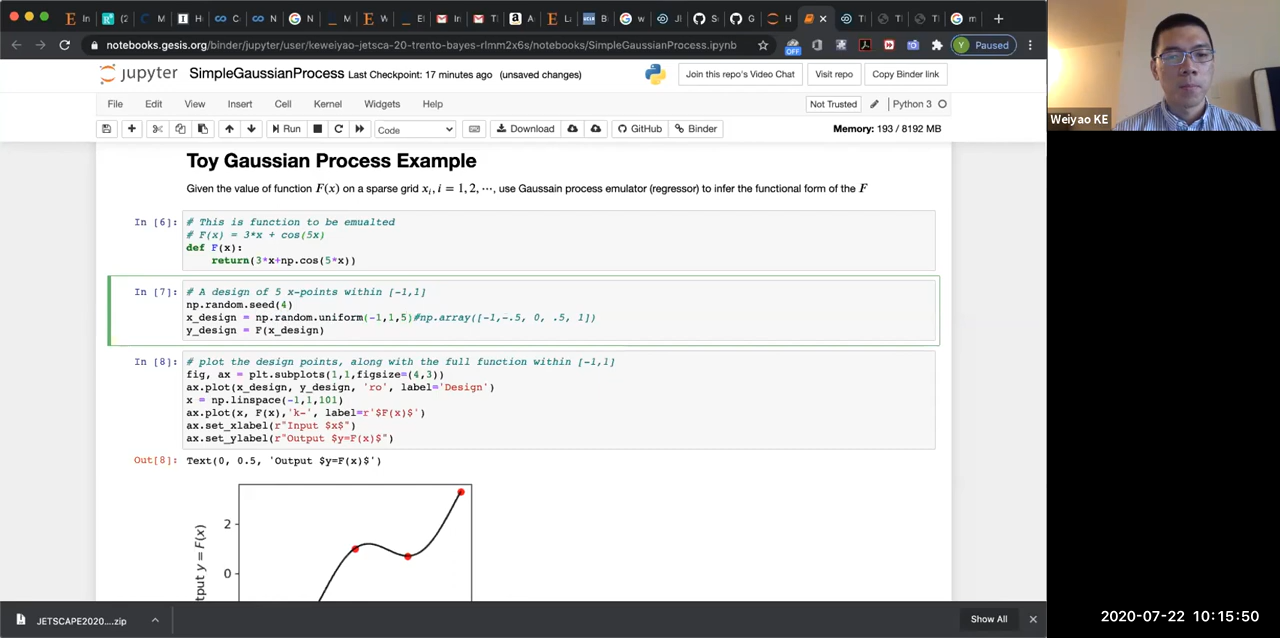 In
(2
C
M
I
In
C
C
N
N
M
E
W
E
In
T
A
E
L
B
w
JI
S
G
H
T
T
T
m
notebooks.gesis.org/binder/jupyter/user/keweiyao-jetsca-20-trento-bayes-rlmm2x6s/notebooks/SimpleGaussianProcess.ipynb
OFF
Y Paused
jupyter SimpleGaussianProcess Last Checkpoint: 17 minutes ago (unsaved changes)
Join this repo's Video Chat
Visit repo
Copy Binder link
File Edit View Insert Cell Kernel Widgets Help
Not Trusted
Python 3
Run
Code
Download
GitHub
Binder
Memory: 193 / 8192 MB
Toy Gaussian Process Example
Given the value of function F(x) on a sparse grid xᵢ, i = 1, 2, ⋯, use Gaussain process emulator (regressor) to infer the functional form of the F
In [6]: # This is function to be emualted
# F(x) = 3*x + cos(5x)
def F(x):
return(3*x+np.cos(5*x))
In [7]: # A design of 5 x-points within [-1,1]
np.random.seed(4)
x_design = np.random.uniform(-1,1,5)#np.array([-1,-.5, 0, .5, 1])
y_design = F(x_design)
In [8]: # plot the design points, along with the full function within [-1,1]
fig, ax = plt.subplots(1,1,figsize=(4,3))
ax.plot(x_design, y_design, 'ro', label='Design')
x = np.linspace(-1,1,101)
ax.plot(x, F(x),'k-', label=r'$F(x)$')
ax.set_xlabel(r"Input $x$")
ax.set_ylabel(r"Output $y=F(x)$")
Out[8]: Text(0, 0.5, 'Output $y=F(x)$')
2
0
tput y = F(x)
JETSCAPE2020....zip
Show All
Weiyao KE
2020-07-22 10:15:50